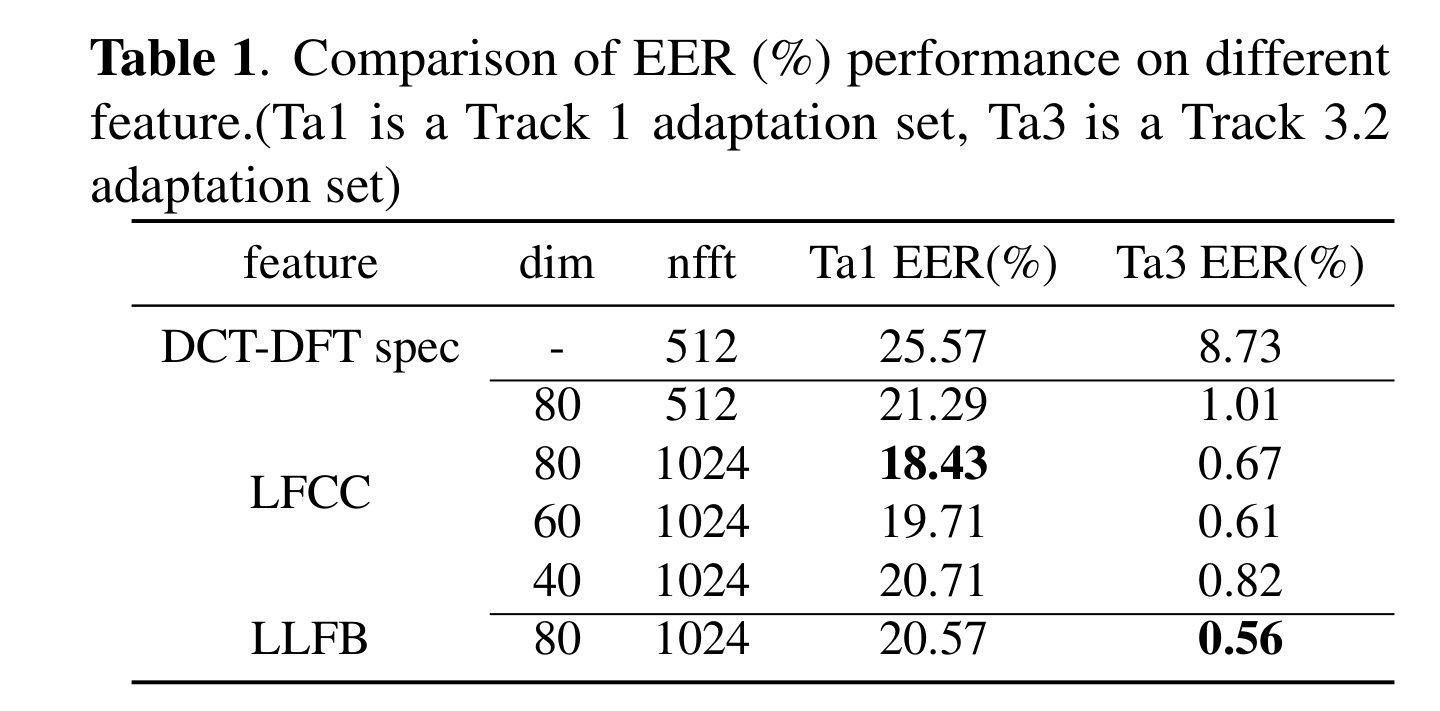 Table 1. Comparison of EER (%) performance on different
feature.(Ta1 is a Track 1 adaptation set, Ta3 is a Track 3.2
adaptation set)
feature dim nfft Ta1 EER(%) Ta3 EER(%)
DCT-DFT spec - 512 25.57 8.73
80 512 21.29 1.01
80 1024 18.43 0.67
LFCC
60 1024 19.71 0.61
40 1024 20.71 0.82
LLFB 80 1024 20.57 0.56